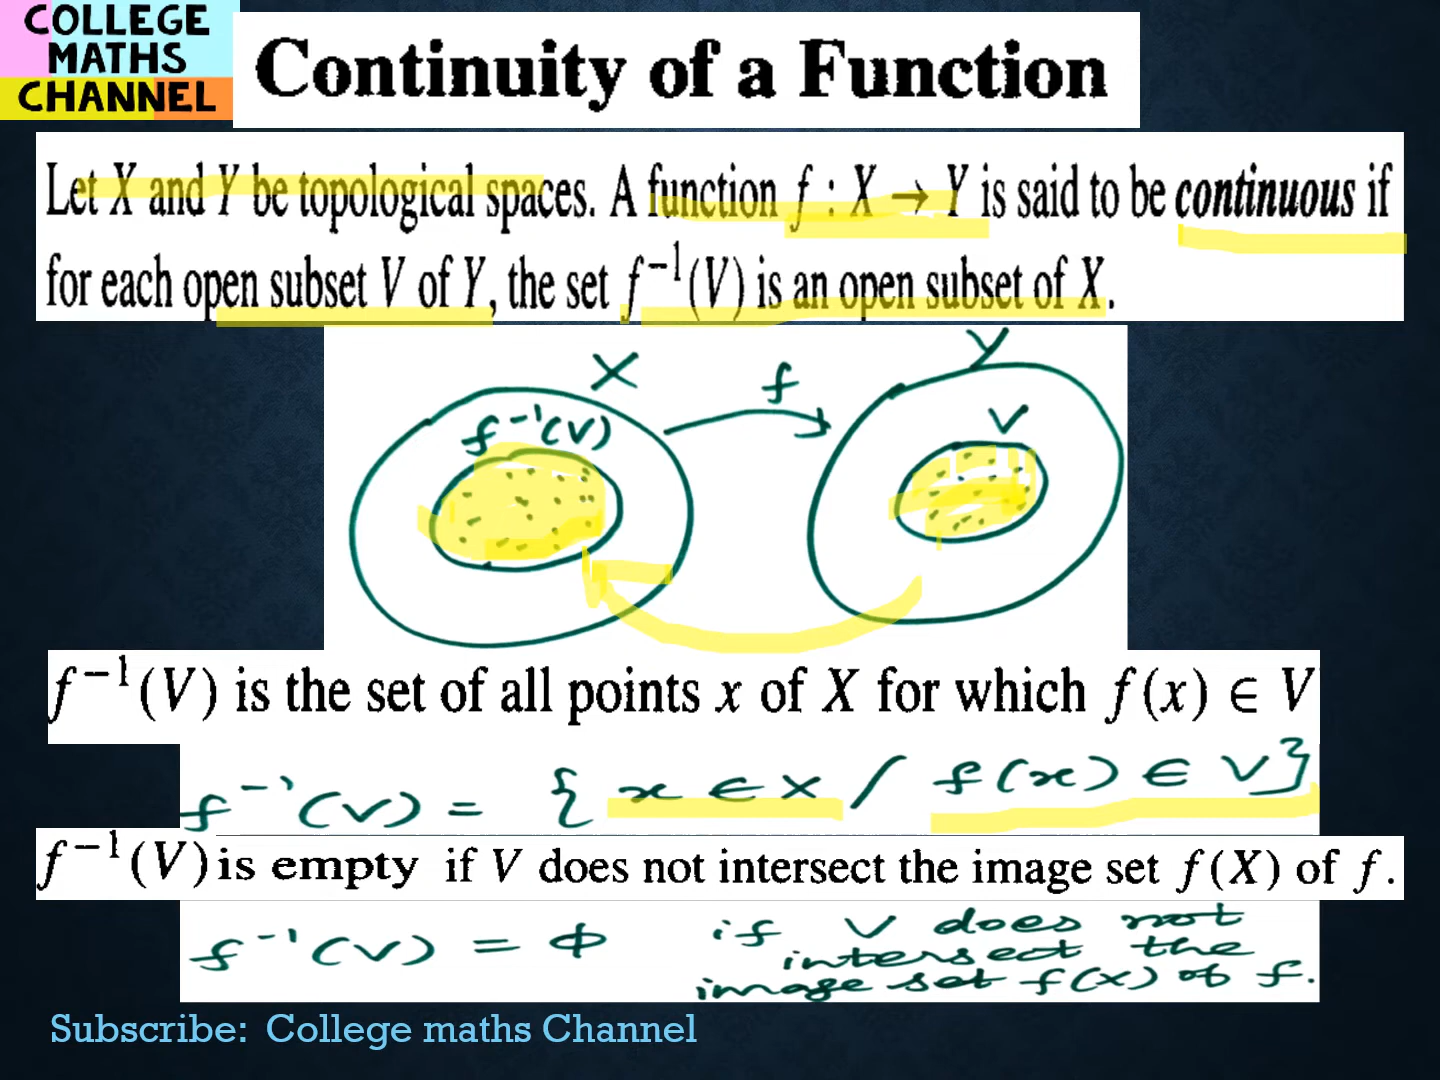 COLLEGE
MATHS
CHANNEL
Continuity of a Function
Let X and Y be topological spaces. A function f : X → Y is said to be continuous if
for each open subset V of Y, the set f⁻¹(V) is an open subset of X.
X
f
Y
f⁻¹(V)
V
f⁻¹(V) is the set of all points x of X for which f(x) ∈ V
f⁻¹(V) = { x ∈ X / f(x) ∈ V}
f⁻¹(V) is empty if V does not intersect the image set f(X) of f.
f⁻¹(V) = Φ if V does not
intersect the
image set f(X) of f.
Subscribe: College maths Channel